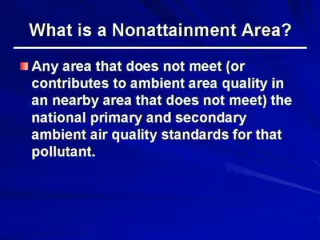 What is a Nonattainment Area?
Any area that does not meet (or
contributes to ambient area quality in
an nearby area that does not meet) the
national primary and secondary
ambient air quality standards for that
pollutant.